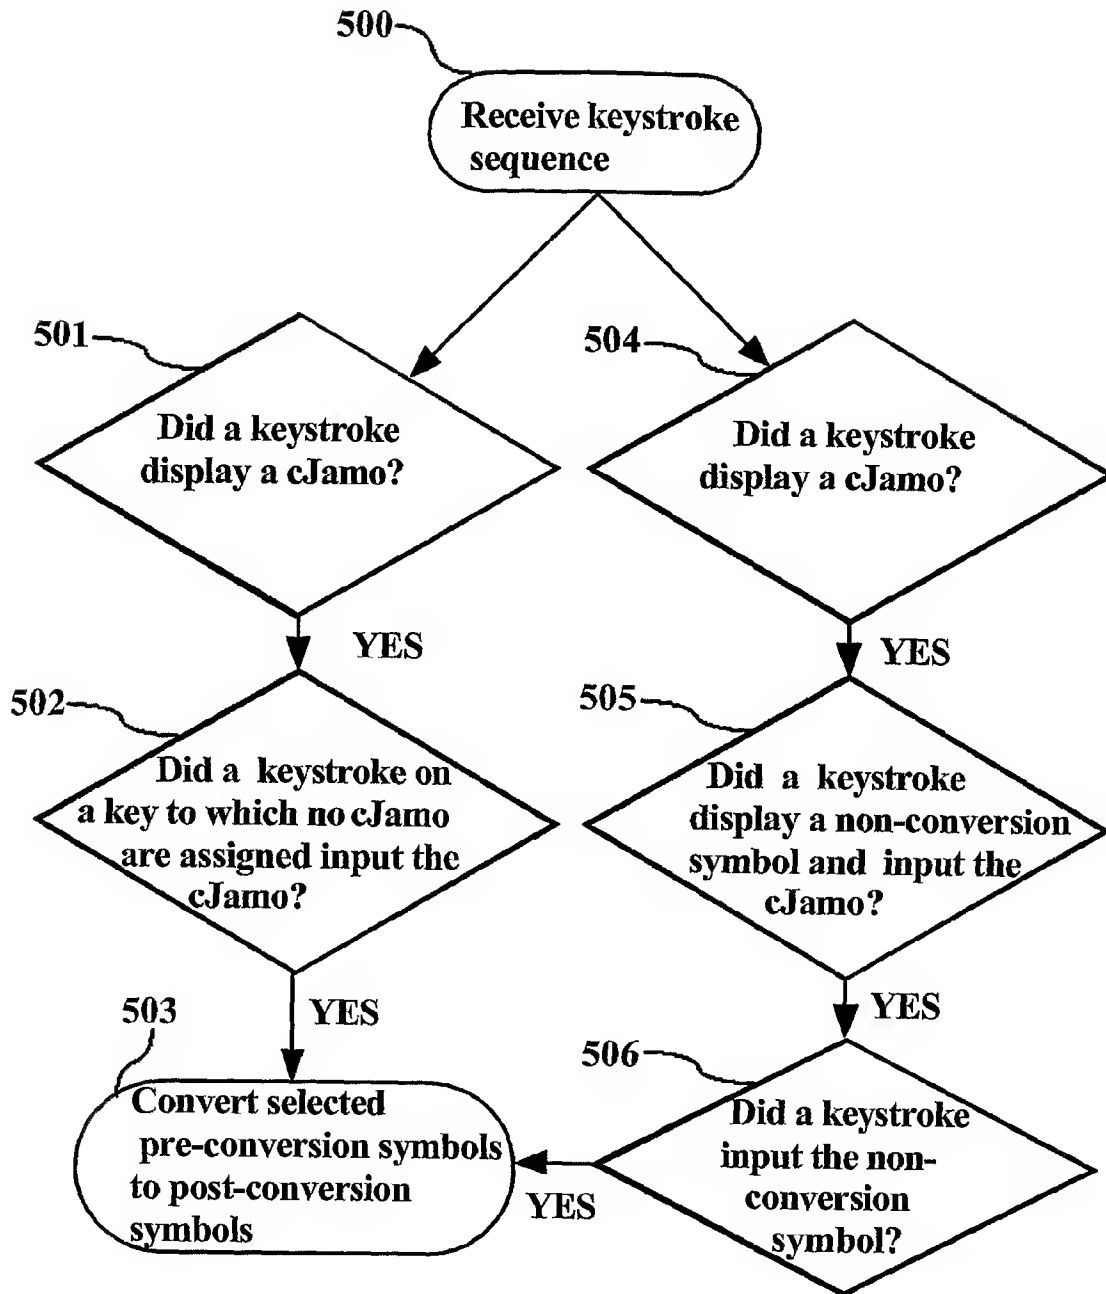 500
Receive keystroke
sequence
501
Did a keystroke
display a cJamo?
504
Did a keystroke
display a cJamo?
YES
YES
502
Did a keystroke on
a key to which no cJamo
are assigned input the
cJamo?
505
Did a keystroke
display a non-conversion
symbol and input the
cJamo?
YES
YES
503
Convert selected
pre-conversion symbols
to post-conversion
symbols
506
Did a keystroke
input the non-
conversion
symbol?
YES